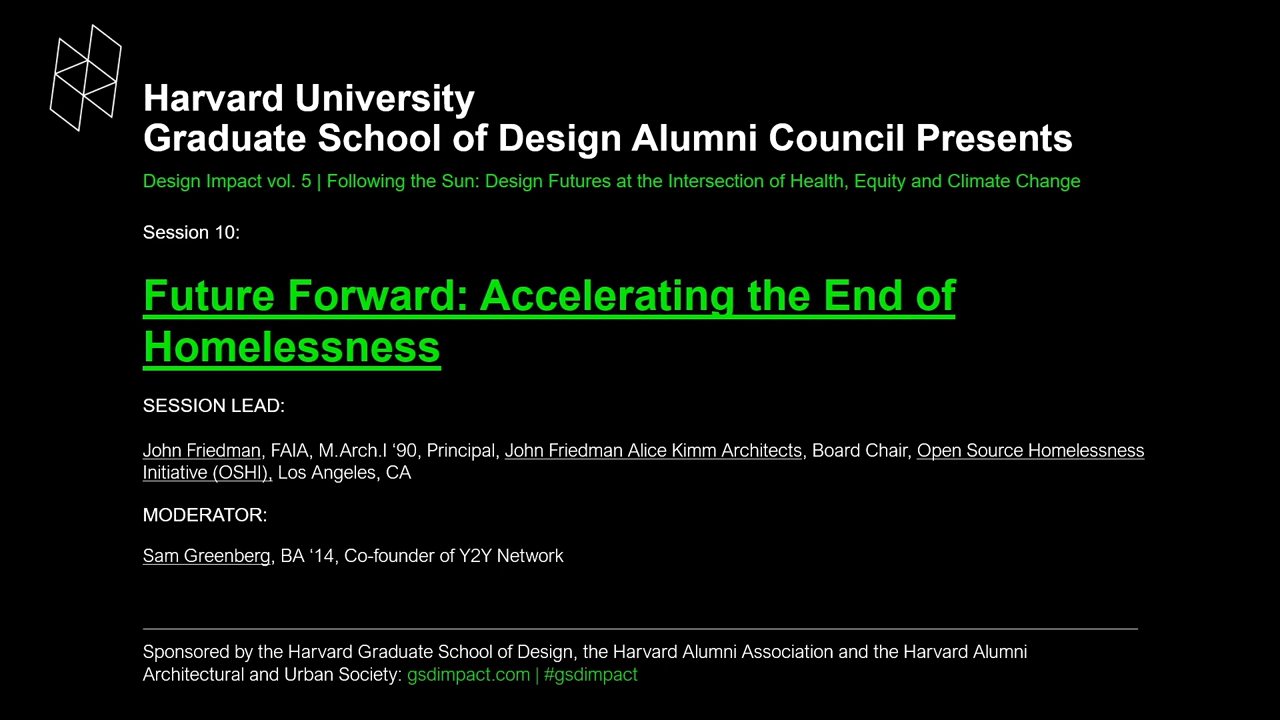 Harvard University
Graduate School of Design Alumni Council Presents
Design Impact vol. 5 | Following the Sun: Design Futures at the Intersection of Health, Equity and Climate Change
Session 10:
Future Forward: Accelerating the End of
Homelessness
SESSION LEAD:
John Friedman, FAIA, M.Arch.I ‘90, Principal, John Friedman Alice Kimm Architects, Board Chair, Open Source Homelessness
Initiative (OSHI), Los Angeles, CA
MODERATOR:
Sam Greenberg, BA ‘14, Co-founder of Y2Y Network
Sponsored by the Harvard Graduate School of Design, the Harvard Alumni Association and the Harvard Alumni
Architectural and Urban Society: gsdimpact.com | #gsdimpact